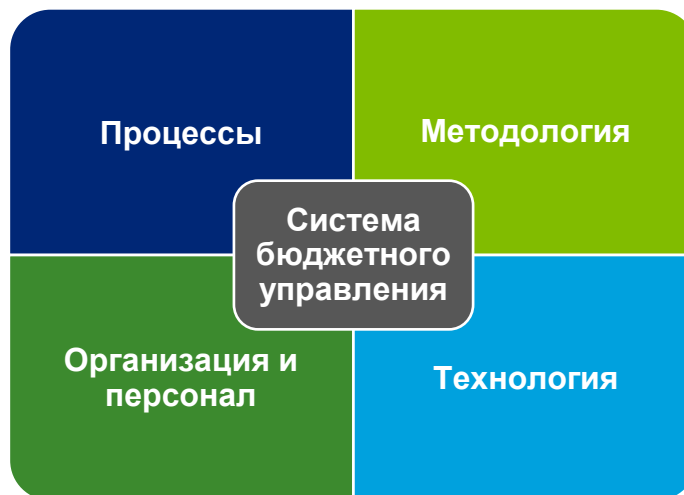 Процессы
Методология
Система
бюджетного
управления
Организация и
персонал
Технология